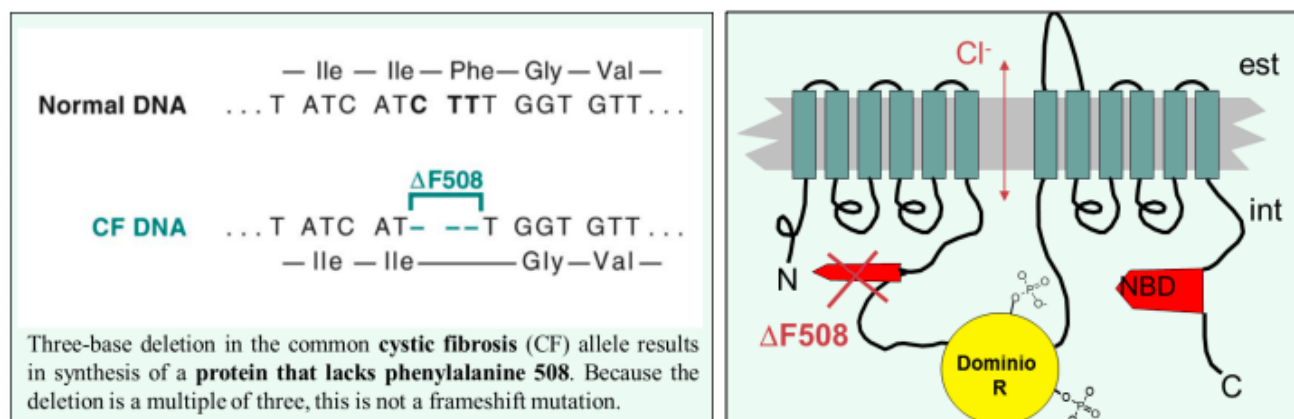 — Ile — Ile — Phe — Gly — Val —
Normal DNA ... T ATC ATC TTT GGT GTT ...
ΔF508
CF DNA ... T ATC AT– ––T GGT GTT ...
— Ile — Ile ——— Gly — Val —
Three-base deletion in the common cystic fibrosis (CF) allele results
in synthesis of a protein that lacks phenylalanine 508. Because the
deletion is a multiple of three, this is not a frameshift mutation.
Cl-
est
int
N
NBD
ΔF508
O
O-P=O
O-
Dominio
R
C